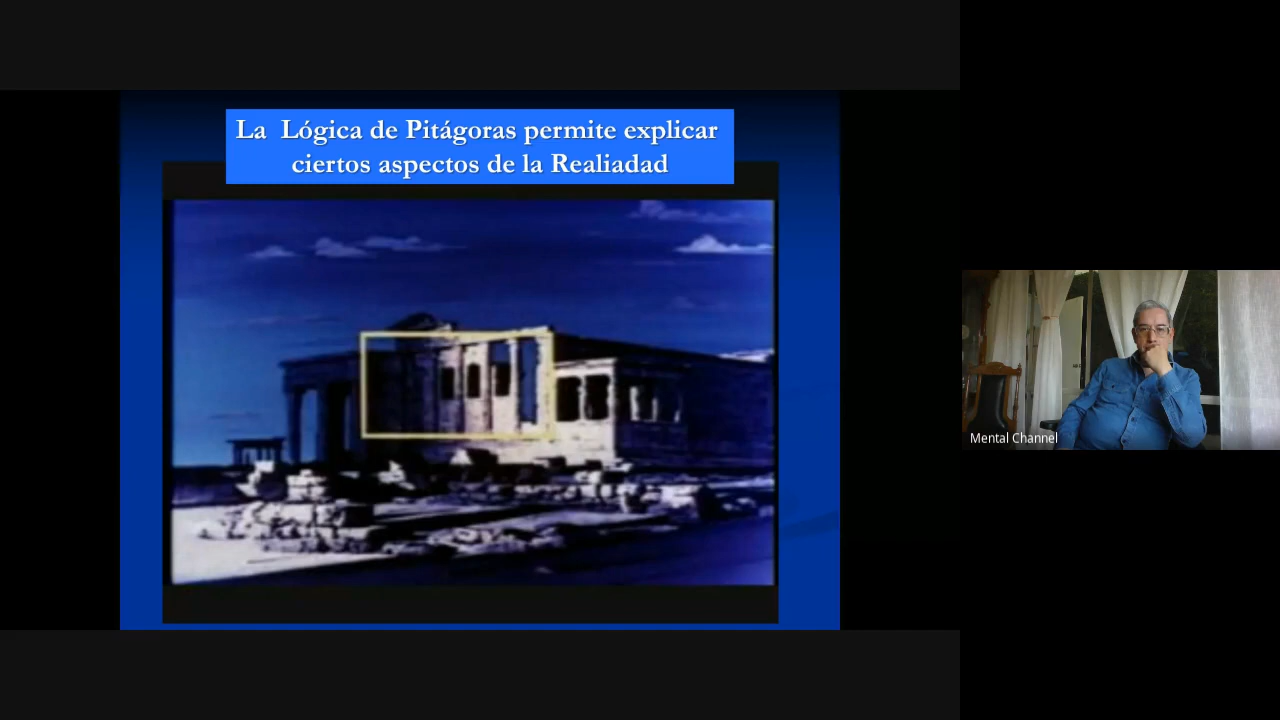 La Lógica de Pitágoras permite explicar
ciertos aspectos de la Realiadad
Mental Channel